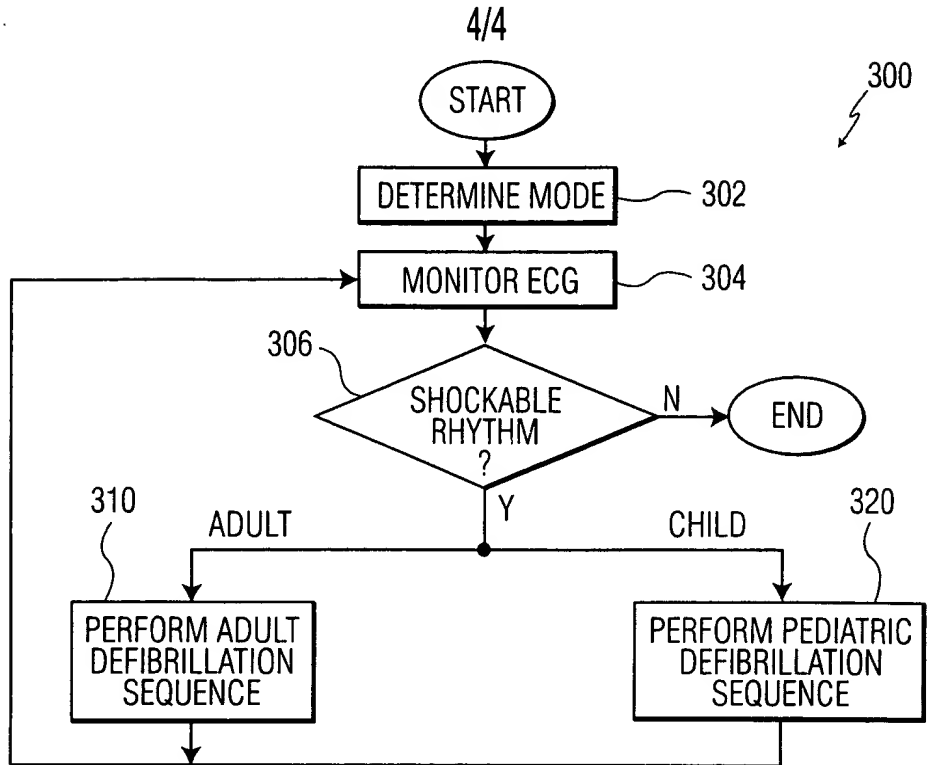 4/4
START
300
DETERMINE MODE
302
MONITOR ECG
304
306
SHOCKABLE
RHYTHM
?
N
END
Y
310
ADULT
CHILD
320
PERFORM ADULT
DEFIBRILLATION
SEQUENCE
PERFORM PEDIATRIC
DEFIBRILLATION
SEQUENCE